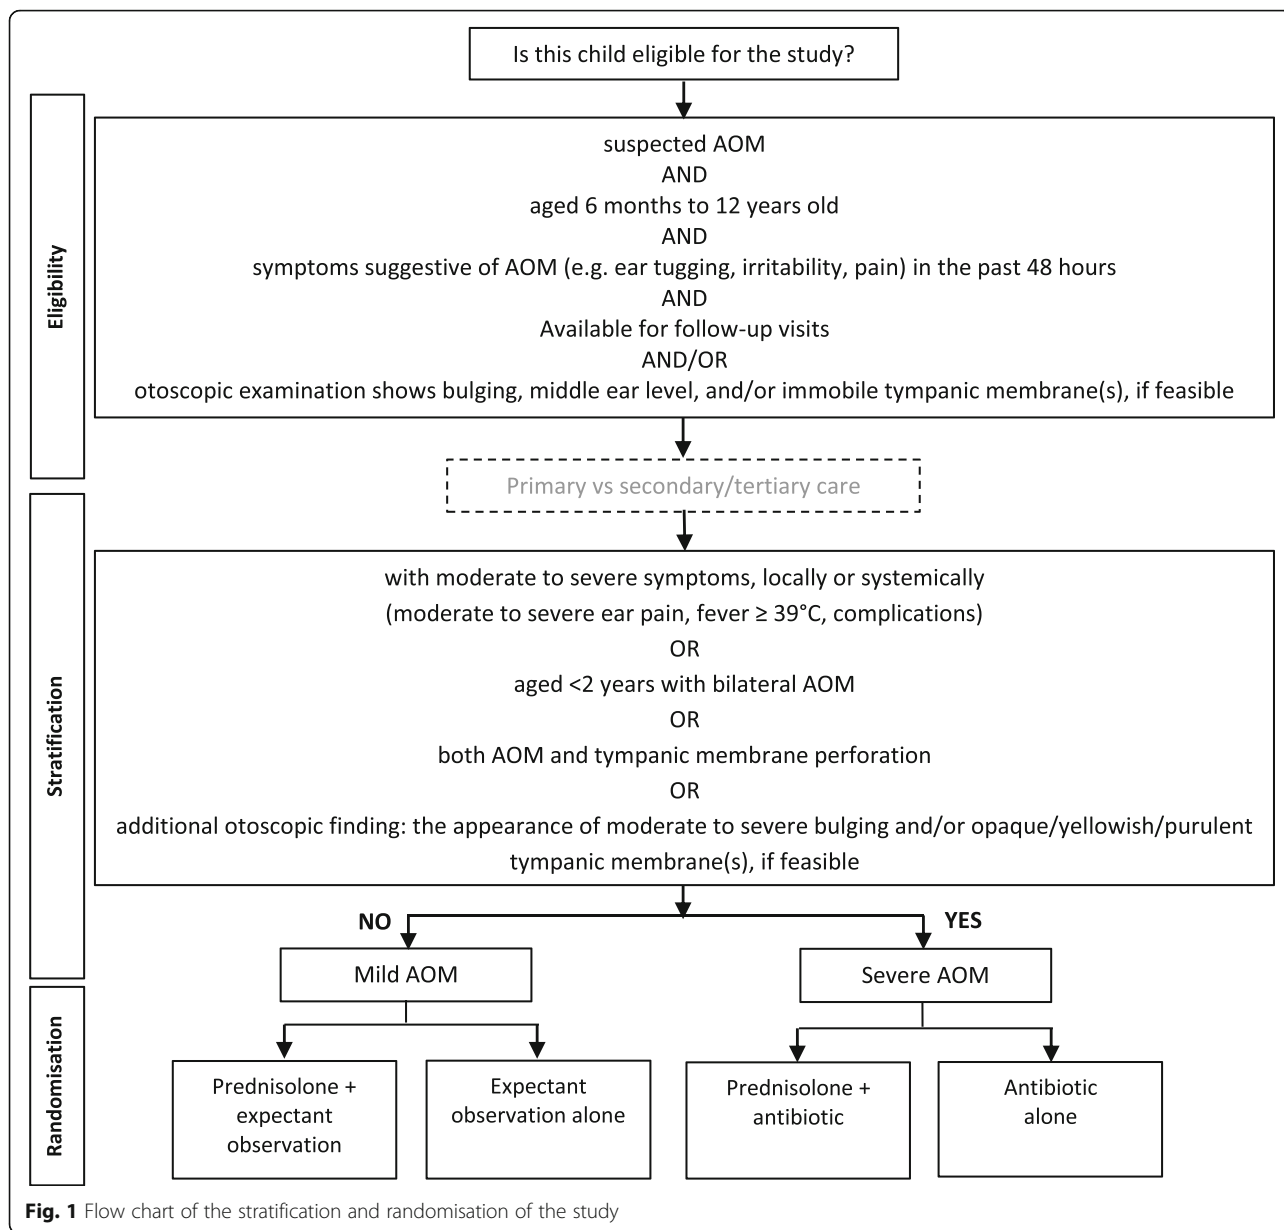 Is this child eligible for the study?
Eligibility
suspected AOM
AND
aged 6 months to 12 years old
AND
symptoms suggestive of AOM (e.g. ear tugging, irritability, pain) in the past 48 hours
AND
Available for follow-up visits
AND/OR
otoscopic examination shows bulging, middle ear level, and/or immobile tympanic membrane(s), if feasible
Primary vs secondary/tertiary care
Stratification
with moderate to severe symptoms, locally or systemically
(moderate to severe ear pain, fever ≥ 39°C, complications)
OR
aged <2 years with bilateral AOM
OR
both AOM and tympanic membrane perforation
OR
additional otoscopic finding: the appearance of moderate to severe bulging and/or opaque/yellowish/purulent
tympanic membrane(s), if feasible
NO
YES
Mild AOM
Severe AOM
Randomisation
Prednisolone +
expectant
observation
Expectant
observation alone
Prednisolone +
antibiotic
Antibiotic
alone
Fig. 1 Flow chart of the stratification and randomisation of the study